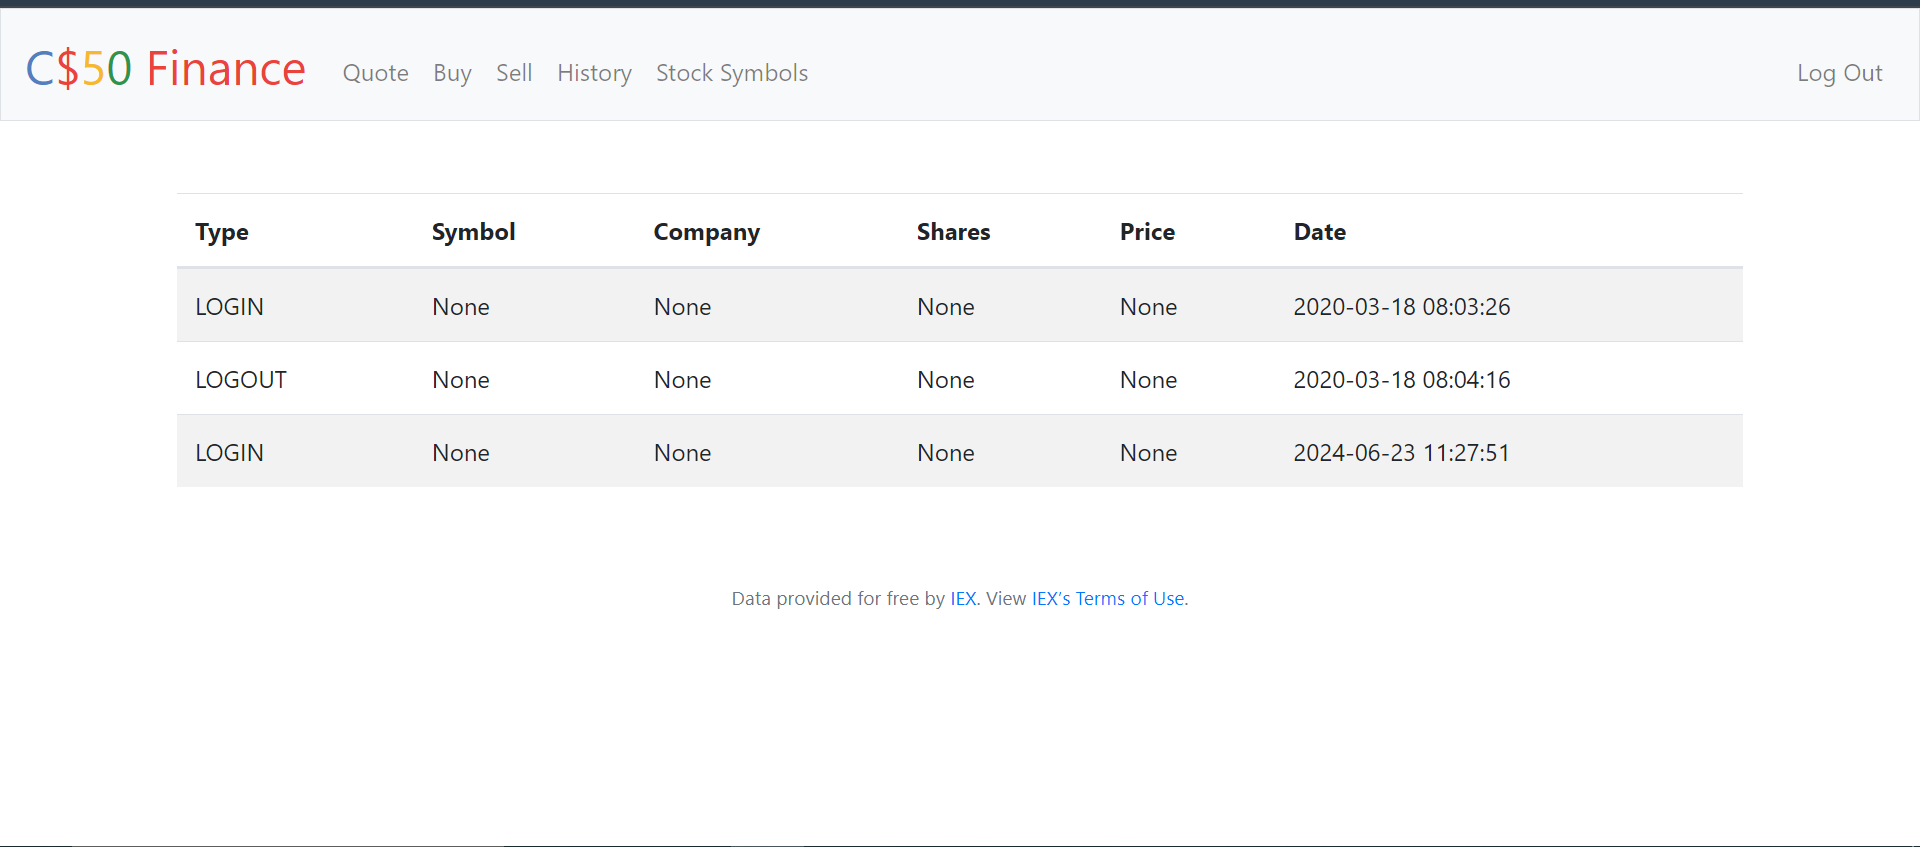 C$50 Finance Quote Buy Sell History Stock Symbols Log Out
Type Symbol Company Shares Price Date
LOGIN None None None None 2020-03-18 08:03:26
LOGOUT None None None None 2020-03-18 08:04:16
LOGIN None None None None 2024-06-23 11:27:51
Data provided for free by IEX. View IEX’s Terms of Use.